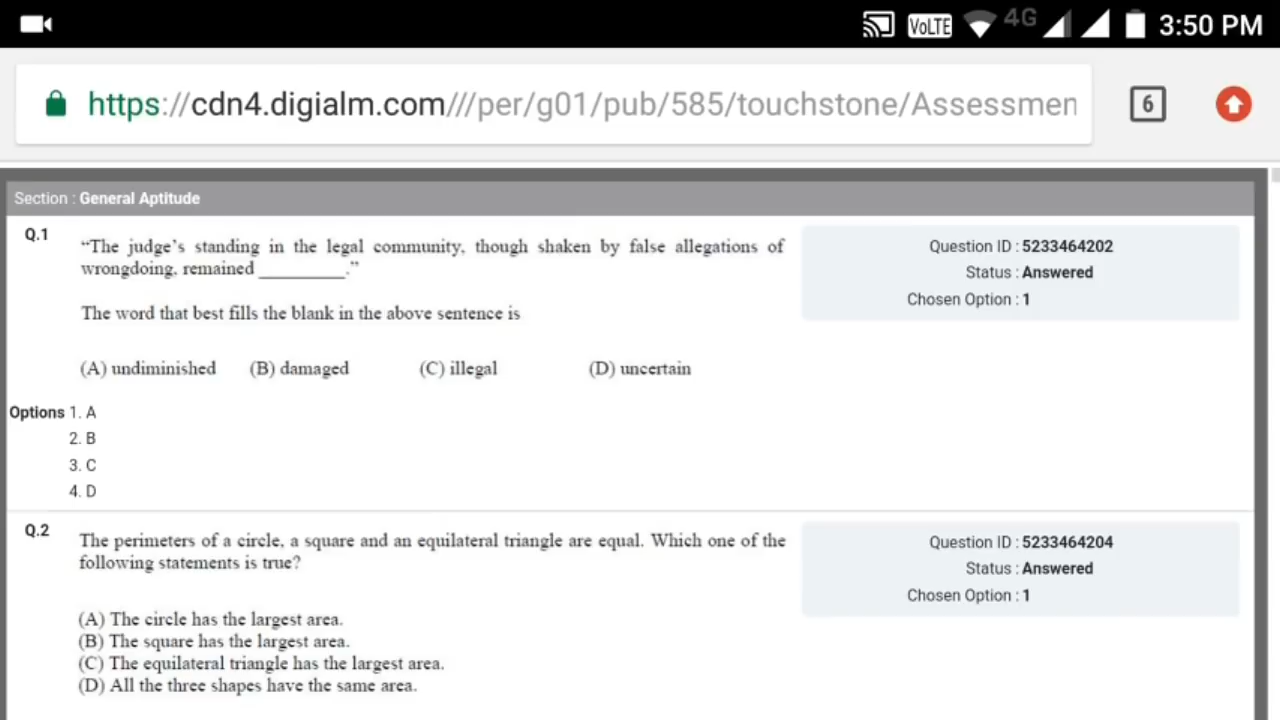 VoLTE 4G 3:50 PM
https://cdn4.digialm.com///per/g01/pub/585/touchstone/Assessmen
6
Section : General Aptitude
Q.1
“The judge’s standing in the legal community, though shaken by false allegations of
wrongdoing, remained _________.”
Question ID : 5233464202
Status : Answered
Chosen Option : 1
The word that best fills the blank in the above sentence is
(A) undiminished (B) damaged (C) illegal (D) uncertain
Options 1. A
2. B
3. C
4. D
Q.2
The perimeters of a circle, a square and an equilateral triangle are equal. Which one of the
following statements is true?
Question ID : 5233464204
Status : Answered
Chosen Option : 1
(A) The circle has the largest area.
(B) The square has the largest area.
(C) The equilateral triangle has the largest area.
(D) All the three shapes have the same area.